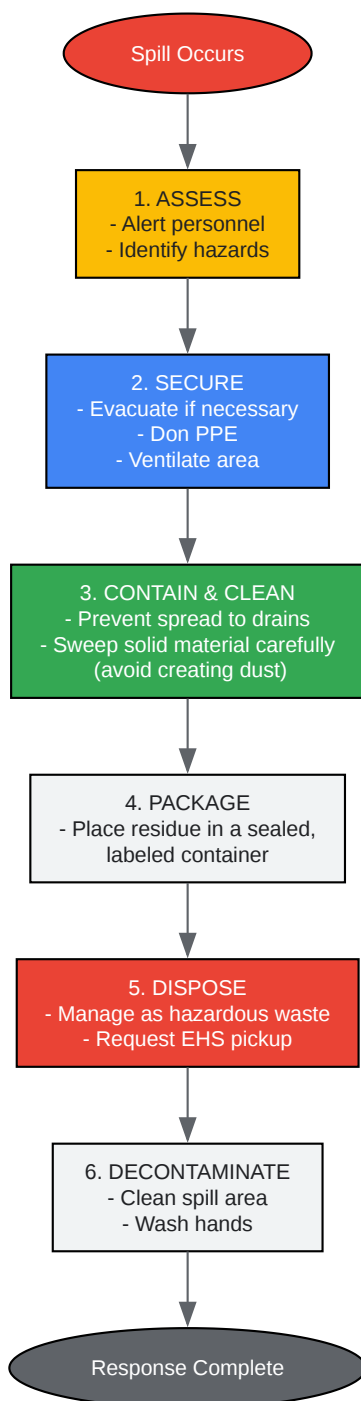 Spill Occurs
1. ASSESS
- Alert personnel
- Identify hazards
2. SECURE
- Evacuate if necessary
- Don PPE
- Ventilate area
3. CONTAIN & CLEAN
- Prevent spread to drains
- Sweep solid material carefully
(avoid creating dust)
4. PACKAGE
- Place residue in a sealed,
labeled container
5. DISPOSE
- Manage as hazardous waste
- Request EHS pickup
6. DECONTAMINATE
- Clean spill area
- Wash hands
Response Complete